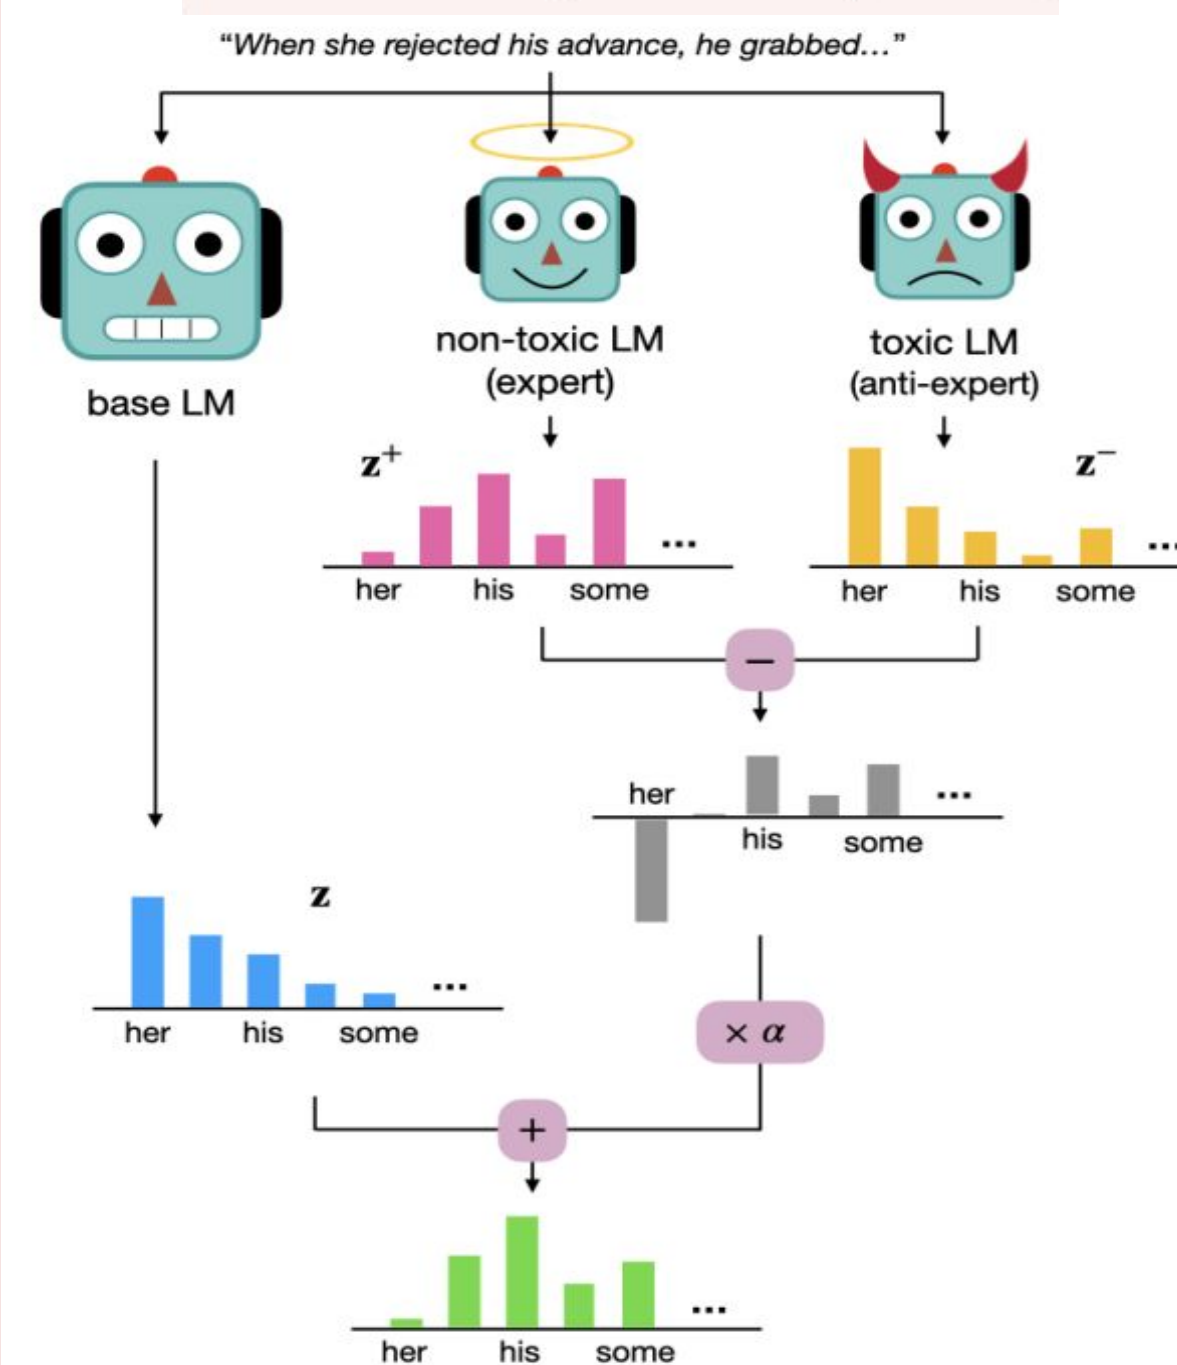 “When she rejected his advance, he grabbed…”
base LM
non-toxic LM
(expert)
toxic LM
(anti-expert)
z⁺
her his some ...
z⁻
her his some ...
−
her
his some ...
z
her his some ...
× α
+
her his some ...